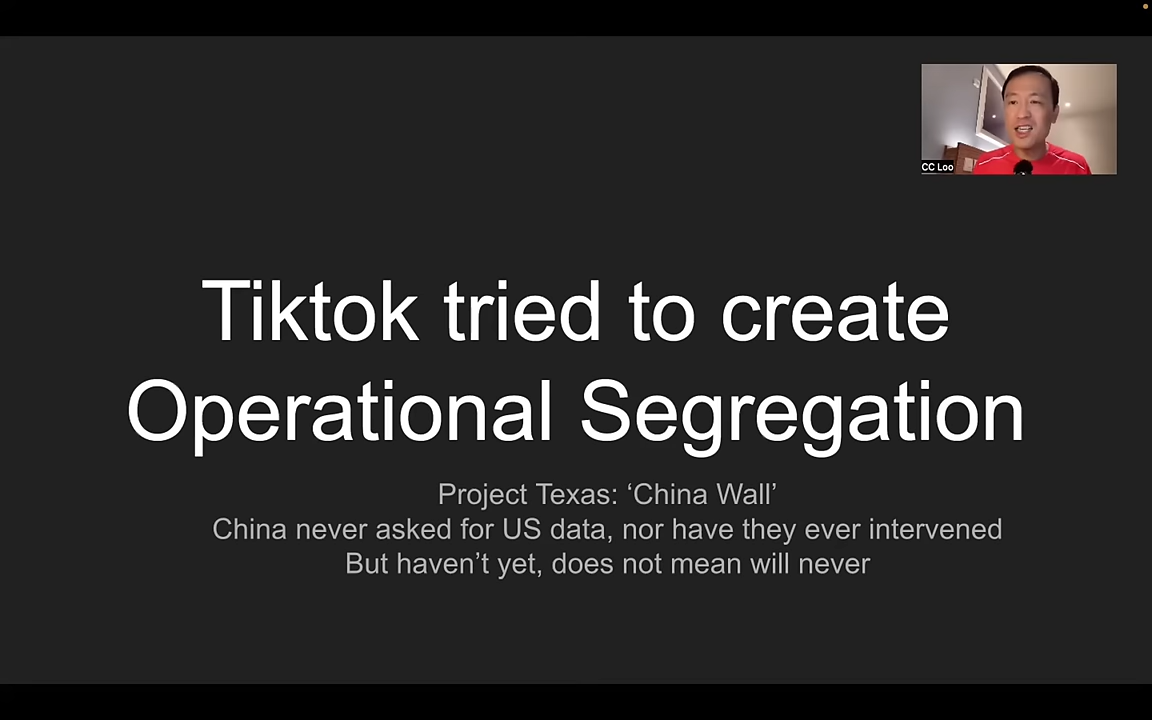 CC Loo
Tiktok tried to create
Operational Segregation
Project Texas: ‘China Wall’
China never asked for US data, nor have they ever intervened
But haven’t yet, does not mean will never